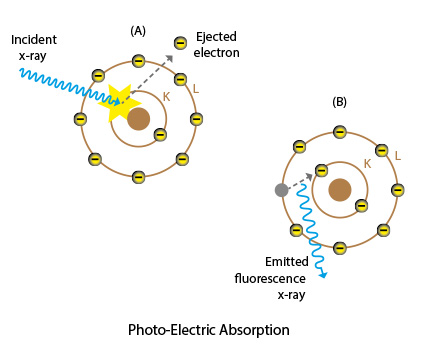 (A)
Incident
x-ray
Ejected
electron
K
L
(B)
K
L
Emitted
fluorescence
x-ray
Photo-Electric Absorption